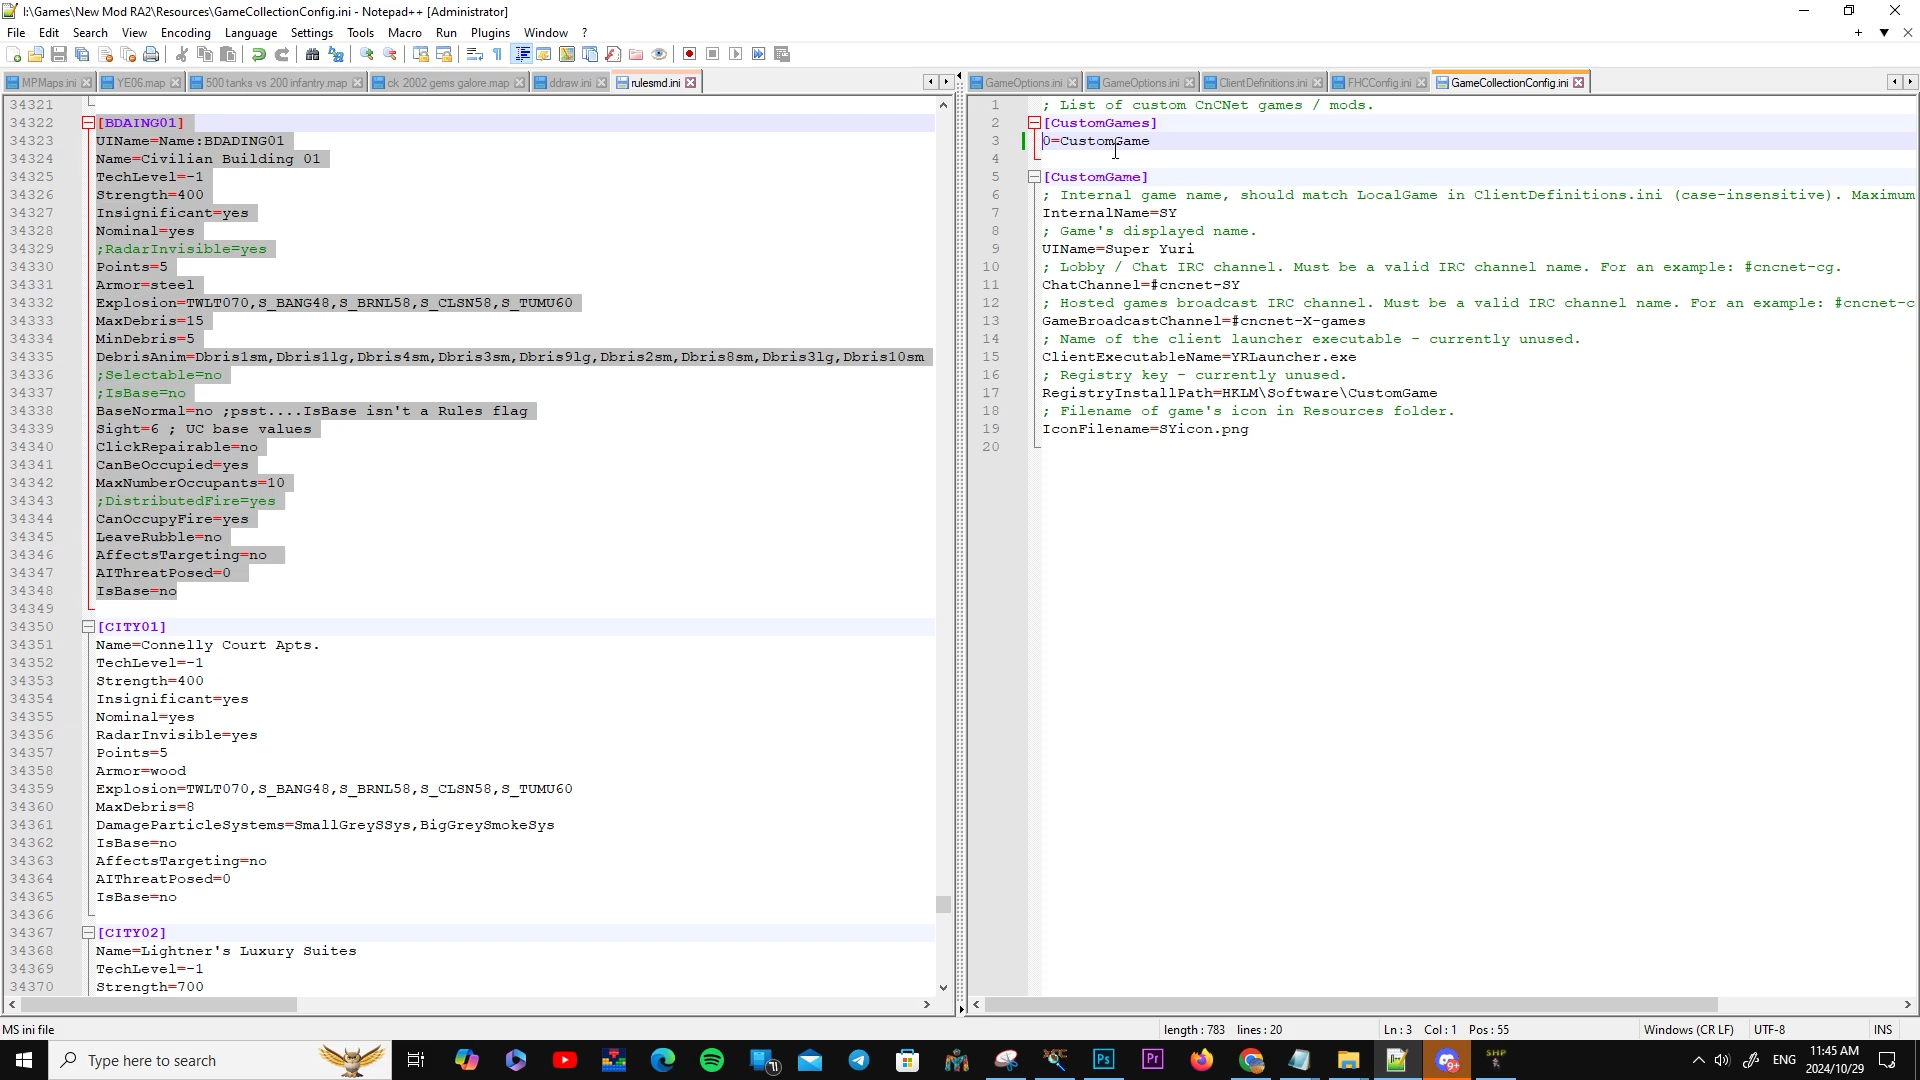 I:\Games\New Mod RA2\Resources\GameCollectionConfig.ini - Notepad++ [Administrator]
File Edit Search View Encoding Language Settings Tools Macro Run Plugins Window ?
MPMaps.ini YE06.map 500 tanks vs 200 infantry.map ck 2002 gems galore.map ddraw.ini rulesmd.ini
GameOptions.ini GameOptions.ini ClientDefinitions.ini FHCConfig.ini GameCollectionConfig.ini
34321
34322 [BDAING01]
34323 UIName=Name:BDADING01
34324 Name=Civilian Building 01
34325 TechLevel=-1
34326 Strength=400
34327 Insignificant=yes
34328 Nominal=yes
34329 ;RadarInvisible=yes
34330 Points=5
34331 Armor=steel
34332 Explosion=TWLT070,S_BANG48,S_BRNL58,S_CLSN58,S_TUMU60
34333 MaxDebris=15
34334 MinDebris=5
34335 DebrisAnim=Dbris1sm,Dbris1lg,Dbris4sm,Dbris3sm,Dbris9lg,Dbris2sm,Dbris8sm,Dbris3lg,Dbris10sm
34336 ;Selectable=no
34337 ;IsBase=no
34338 BaseNormal=no ;psst....IsBase isn't a Rules flag
34339 Sight=6 ; UC base values
34340 ClickRepairable=no
34341 CanBeOccupied=yes
34342 MaxNumberOccupants=10
34343 ;DistributedFire=yes
34344 CanOccupyFire=yes
34345 LeaveRubble=no
34346 AffectsTargeting=no
34347 AIThreatPosed=0
34348 IsBase=no
34349
34350 [CITY01]
34351 Name=Connelly Court Apts.
34352 TechLevel=-1
34353 Strength=400
34354 Insignificant=yes
34355 Nominal=yes
34356 RadarInvisible=yes
34357 Points=5
34358 Armor=wood
34359 Explosion=TWLT070,S_BANG48,S_BRNL58,S_CLSN58,S_TUMU60
34360 MaxDebris=8
34361 DamageParticleSystems=SmallGreySSys,BigGreySmokeSys
34362 IsBase=no
34363 AffectsTargeting=no
34364 AIThreatPosed=0
34365 IsBase=no
34366
34367 [CITY02]
34368 Name=Lightner's Luxury Suites
34369 TechLevel=-1
34370 Strength=700
1 ; List of custom CnCNet games / mods.
2 [CustomGames]
3 0=CustomGame
4
5 [CustomGame]
6 ; Internal game name, should match LocalGame in ClientDefinitions.ini (case-insensitive). Maximum
7 InternalName=SY
8 ; Game's displayed name.
9 UIName=Super Yuri
10 ; Lobby / Chat IRC channel. Must be a valid IRC channel name. For an example: #cncnet-cg.
11 ChatChannel=#cncnet-SY
12 ; Hosted games broadcast IRC channel. Must be a valid IRC channel name. For an example: #cncnet-c
13 GameBroadcastChannel=#cncnet-X-games
14 ; Name of the client launcher executable - currently unused.
15 ClientExecutableName=YRLauncher.exe
16 ; Registry key - currently unused.
17 RegistryInstallPath=HKLM\Software\CustomGame
18 ; Filename of game's icon in Resources folder.
19 IconFilename=SYicon.png
20
MS ini file length : 783 lines : 20 Ln : 3 Col : 1 Pos : 55 Windows (CR LF) UTF-8 INS
Type here to search Ps Pr SHP 9+ ENG 11:45 AM
2024/10/29